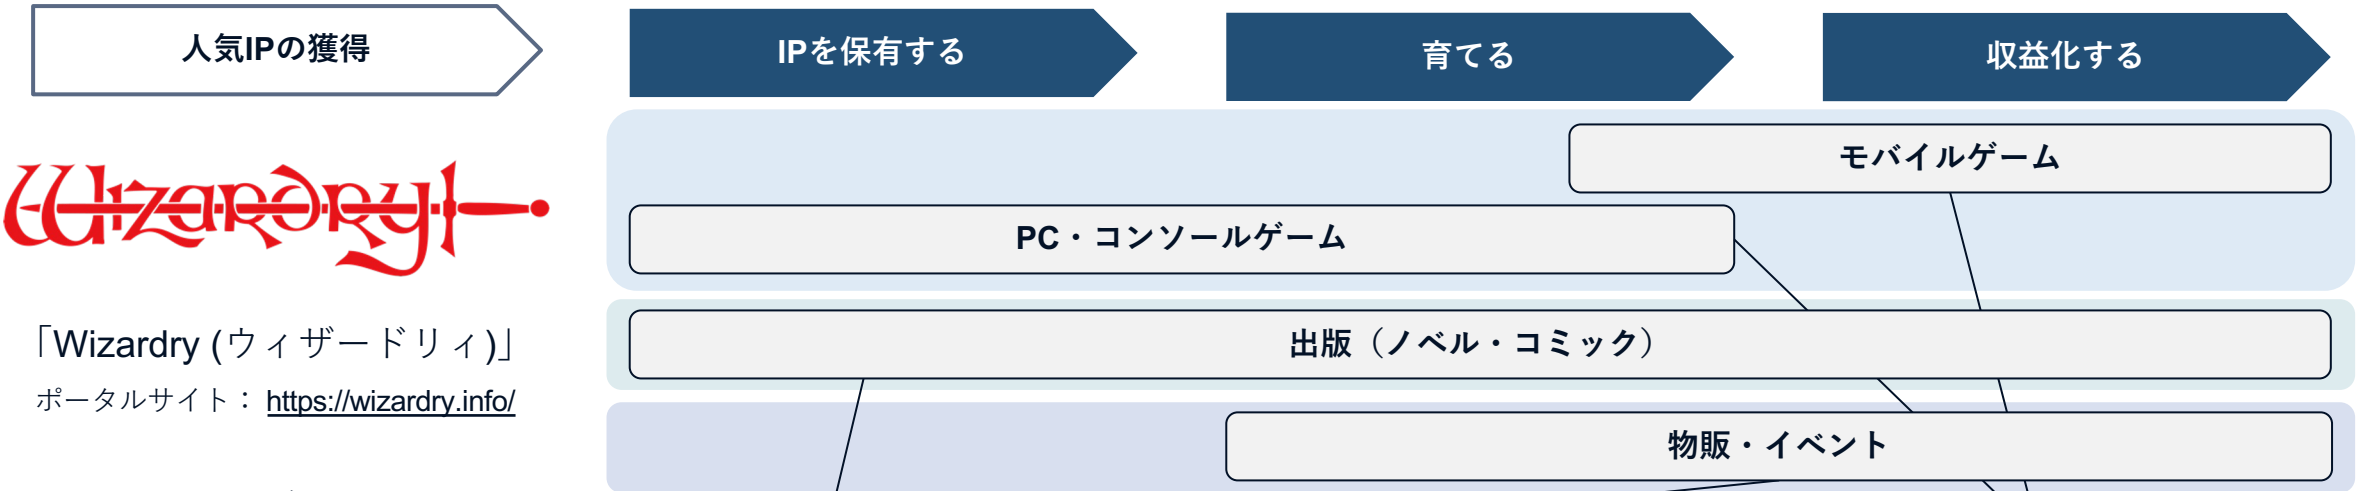 人気IPの獲得
IPを保有する
育てる
収益化する
モバイルゲーム
Wizardry
PC・コンソールゲーム
「Wizardry (ウィザードリィ)」
出版（ノベル・コミック）
ポータルサイト： https://wizardry.info/
物販・イベント